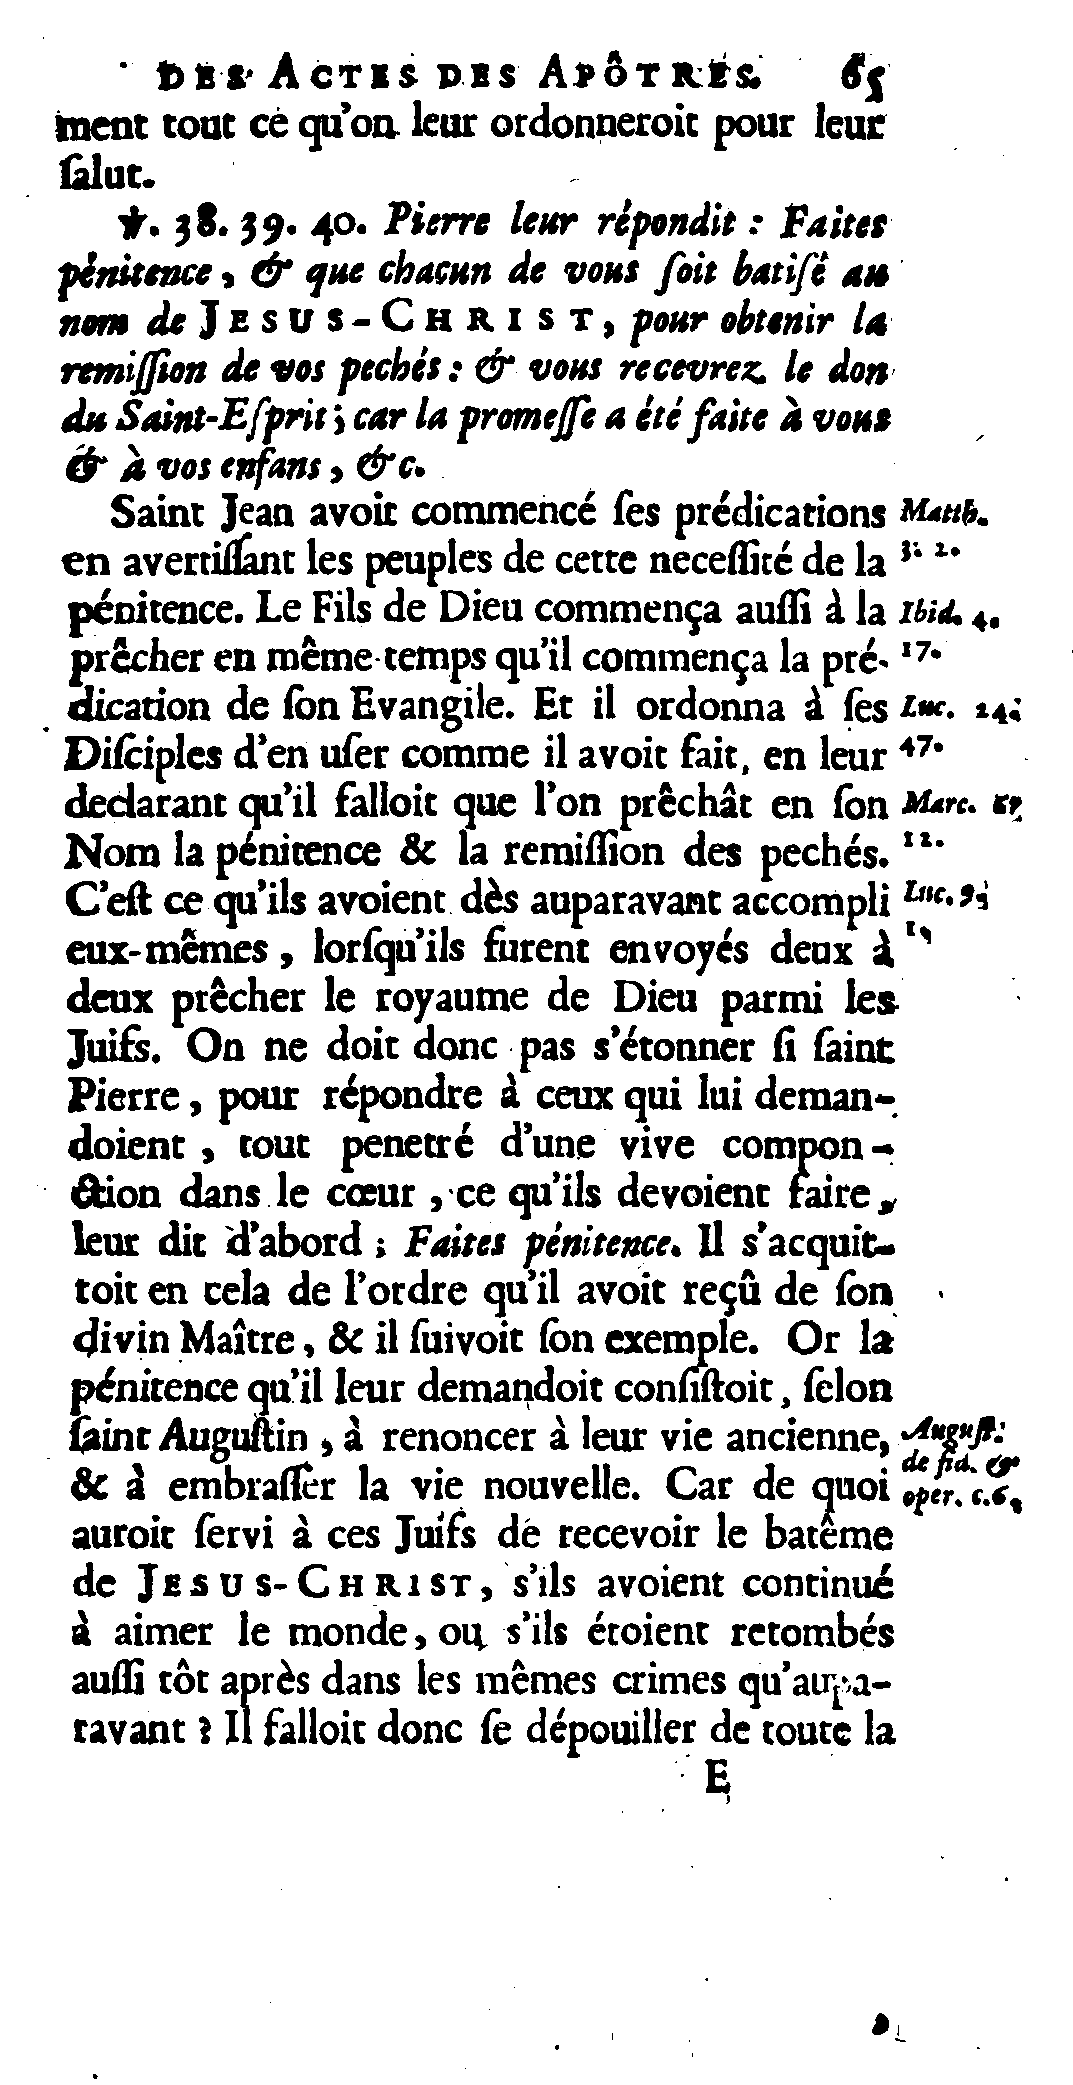 DES ACTES DES APÔTRES. 65
ment tout ce qu'on leur ordonneroit pour leur
ſalut.
℣. 38. 39. 40. Pierre leur répondit : Faites
pénitence, & que chacun de vous ſoit batiſé au
nom de JESUS-CHRIST, pour obtenir la
remiſſion de vos pechés : & vous recevrez le don
du Saint-Eſprit ; car la promeſſe a été faite à vous
& à vos enfans, &c.
Saint Jean avoit commencé ſes prédications Matth.
en avertiſſant les peuples de cette neceſſité de la 3. 2.
pénitence. Le Fils de Dieu commença auſſi à la Ibid. 4.
prêcher en même-temps qu'il commença la pré- 17.
dication de ſon Evangile. Et il ordonna à ſes Luc. 24.
Diſciples d'en uſer comme il avoit fait, en leur 47.
declarant qu'il falloit que l'on prêchât en ſon Marc.
Nom la pénitence & la remiſſion des pechés. 12.
C'eſt ce qu'ils avoient dès auparavant accompli Luc. 9.
eux-mêmes, lorſqu'ils furent envoyés deux à
deux prêcher le royaume de Dieu parmi les
Juifs. On ne doit donc pas s'étonner ſi ſaint
Pierre, pour répondre à ceux qui lui deman-
doient, tout penetré d'une vive compon-
ction dans le cœur, ce qu'ils devoient faire,
leur dit d'abord ; Faites pénitence. Il s'acquit-
toit en cela de l'ordre qu'il avoit reçû de ſon
divin Maître, & il ſuivoit ſon exemple. Or la
pénitence qu'il leur demandoit conſiſtoit, ſelon
ſaint Auguſtin, à renoncer à leur vie ancienne, Auguſt.
& à embraſſer la vie nouvelle. Car de quoi de fid. & oper. c. 6.
auroit ſervi à ces Juifs de recevoir le batême
de JESUS-CHRIST, s'ils avoient continué
à aimer le monde, ou s'ils étoient retombés
auſſi tôt après dans les mêmes crimes qu'aupa-
ravant ? Il falloit donc ſe dépouiller de toute la
E